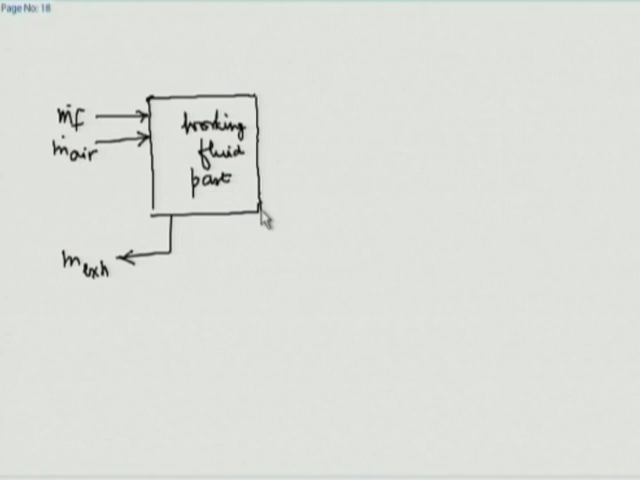 Page No: 18
ṁf
ṁair
working
fluid
part
mexh